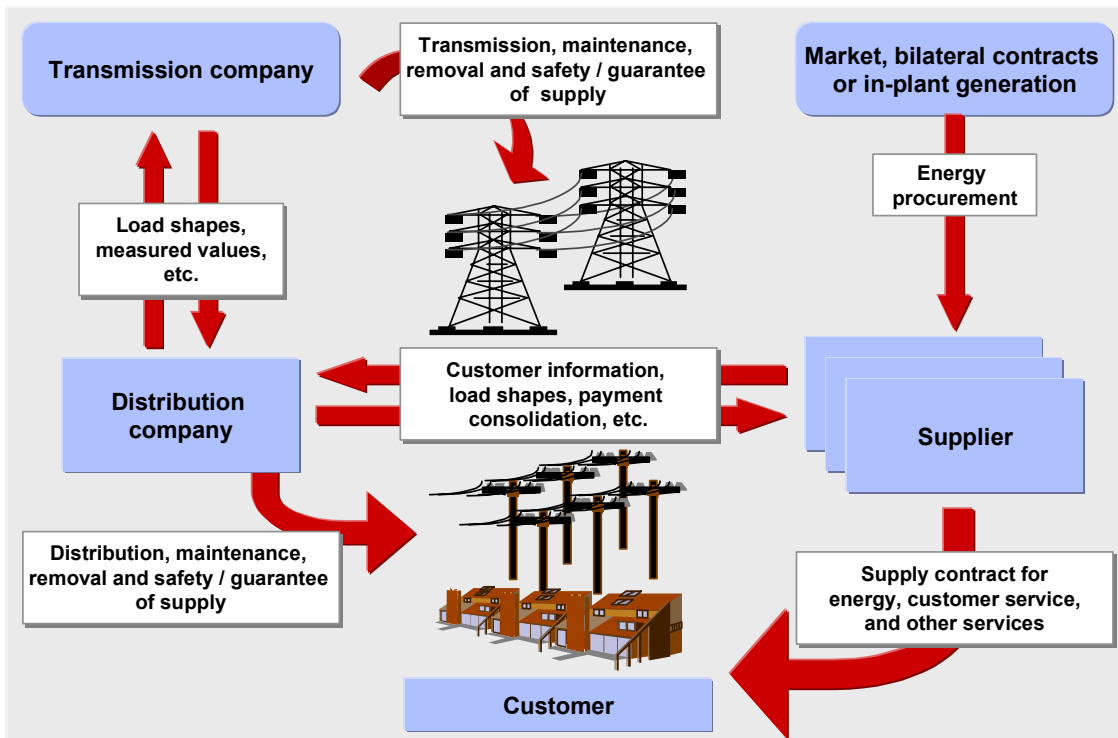 Transmission company
Transmission, maintenance,
removal and safety / guarantee
of supply
Market, bilateral contracts
or in-plant generation
Energy
procurement
Load shapes,
measured values,
etc.
Distribution
company
Customer information,
load shapes, payment
consolidation, etc.
Supplier
Distribution, maintenance,
removal and safety / guarantee
of supply
Supply contract for
energy, customer service,
and other services
Customer